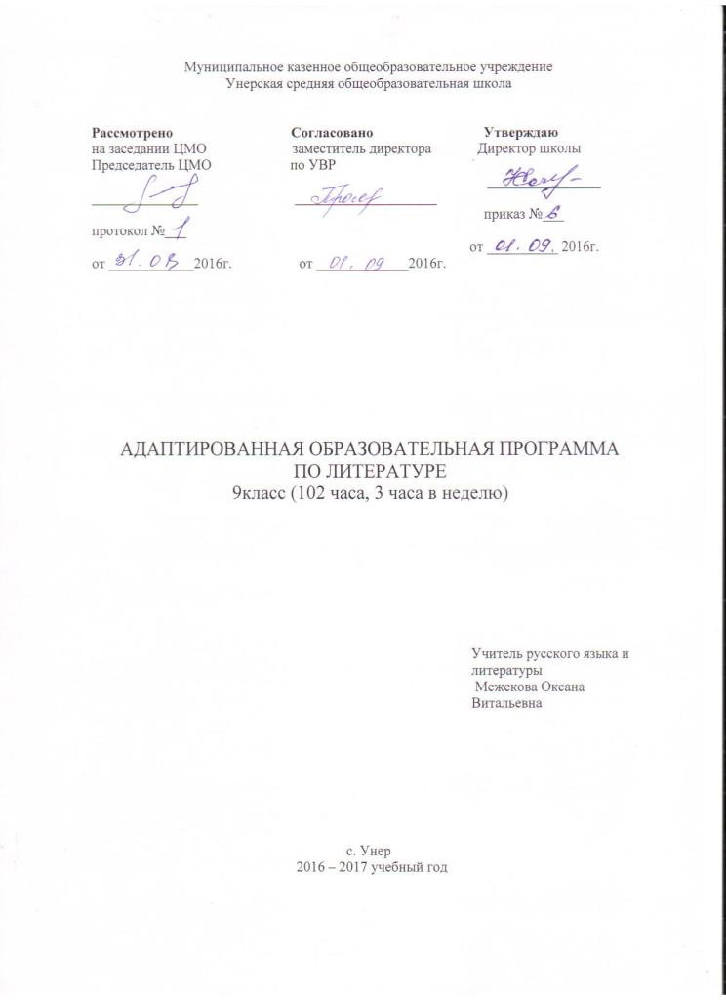 Муниципальное казенное общеобразовательное учреждение
Унерская средняя общеобразовательная школа
Рассмотрено
на заседании ЦМО
Председатель ЦМО
протокол № 1
от 31. 08 2016г.
Согласовано
заместитель директора
по УВР
от 01. 09 2016г.
Утверждаю
Директор школы
приказ № 6
от 01. 09. 2016г.
АДАПТИРОВАННАЯ ОБРАЗОВАТЕЛЬНАЯ ПРОГРАММА
ПО ЛИТЕРАТУРЕ
9класс (102 часа, 3 часа в неделю)
Учитель русского языка и
литературы
Межекова Оксана
Витальевна
с. Унер
2016 – 2017 учебный год